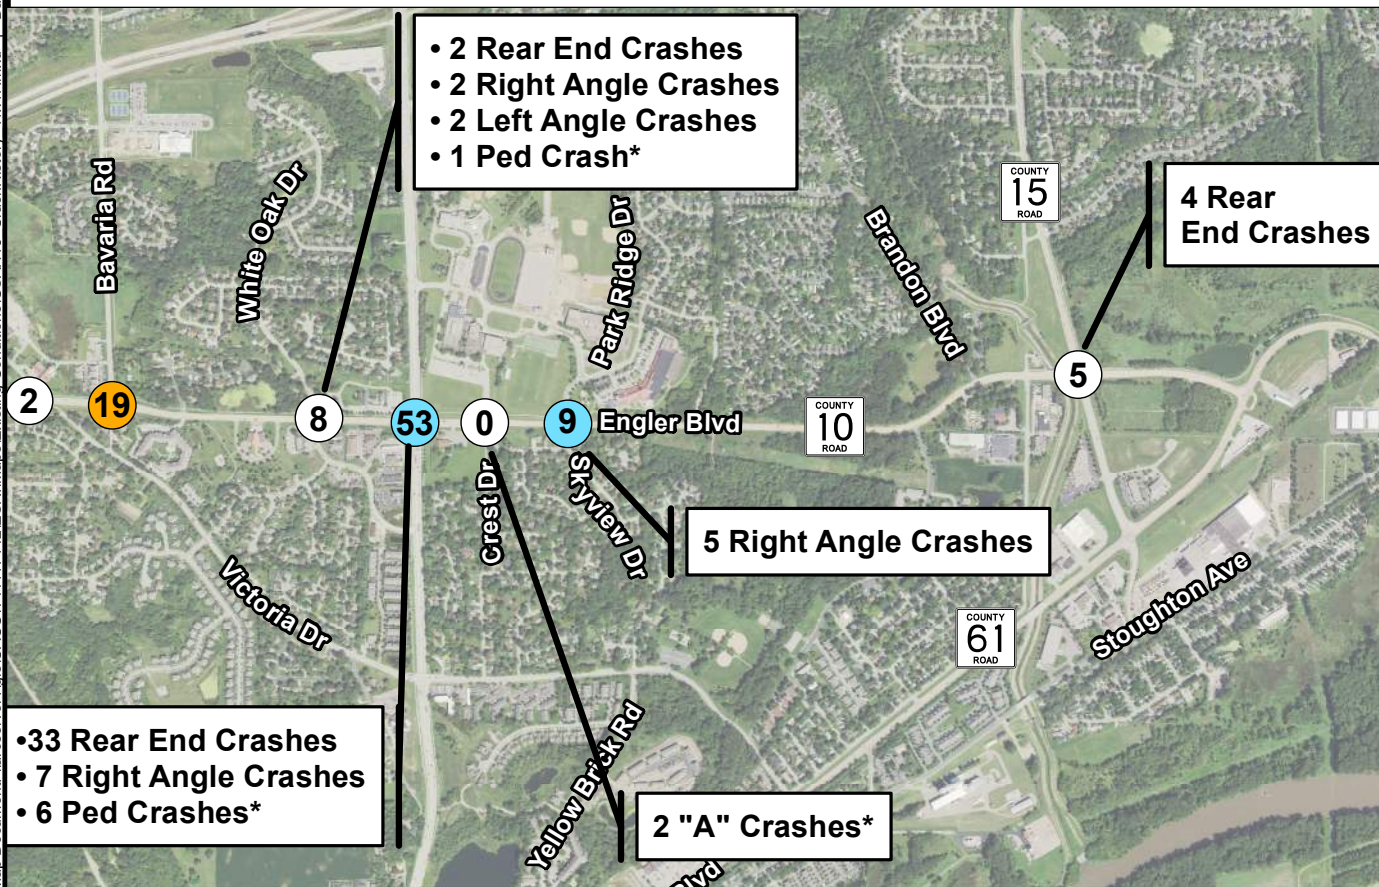 • 2 Rear End Crashes
• 2 Right Angle Crashes
• 2 Left Angle Crashes
• 1 Ped Crash*
Bavaria Rd
White Oak Dr
Park Ridge Dr
Brandon Blvd
COUNTY
15
ROAD
4 Rear
End Crashes
2
19
8
53
0
9
Engler Blvd
COUNTY
10
ROAD
5
Crest Dr
Skyview Dr
5 Right Angle Crashes
Victoria Dr
COUNTY
61
ROAD
Stoughton Ave
•33 Rear End Crashes
• 7 Right Angle Crashes
• 6 Ped Crashes*
Yellow Brick Rd
2 "A" Crashes*
Blvd